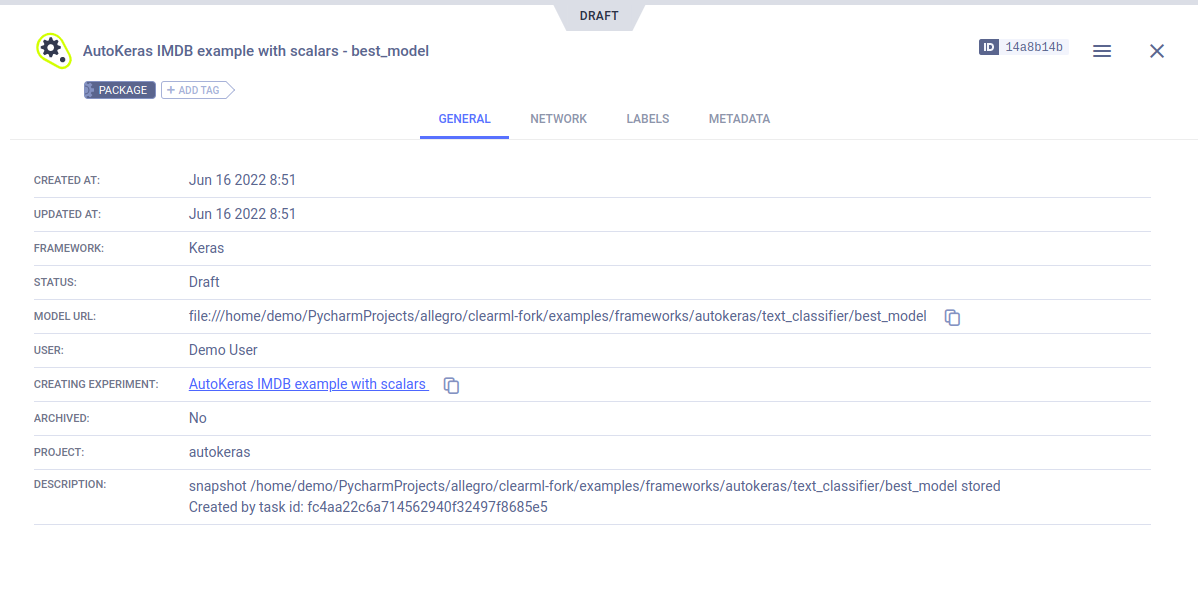 DRAFT
AutoKeras IMDB example with scalars - best_model
ID 14a8b14b
PACKAGE + ADD TAG
GENERAL NETWORK LABELS METADATA
CREATED AT: Jun 16 2022 8:51
UPDATED AT: Jun 16 2022 8:51
FRAMEWORK: Keras
STATUS: Draft
MODEL URL: file:///home/demo/PycharmProjects/allegro/clearml-fork/examples/frameworks/autokeras/text_classifier/best_model
USER: Demo User
CREATING EXPERIMENT: AutoKeras IMDB example with scalars
ARCHIVED: No
PROJECT: autokeras
DESCRIPTION: snapshot /home/demo/PycharmProjects/allegro/clearml-fork/examples/frameworks/autokeras/text_classifier/best_model stored
Created by task id: fc4aa22c6a714562940f32497f8685e5